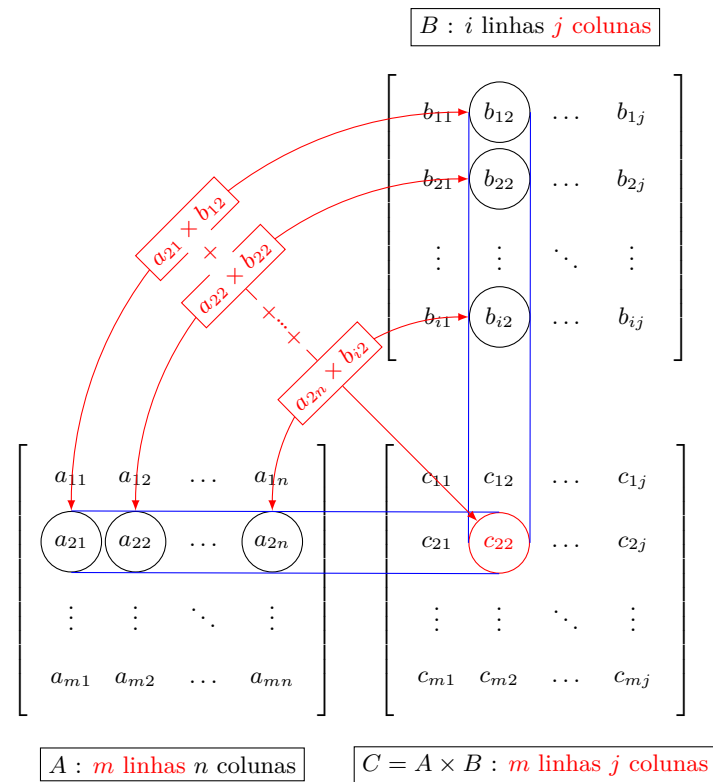 B : i linhas j colunas
b₁₁ b₁₂ … b₁ⱼ
b₂₁ b₂₂ … b₂ⱼ
⋮ ⋮ ⋱ ⋮
bᵢ₁ bᵢ₂ … bᵢⱼ
a₂₁ × b₁₂
+
a₂₂ × b₂₂
+…+
a₂ₙ × bᵢ₂
a₁₁ a₁₂ … a₁ₙ
a₂₁ a₂₂ … a₂ₙ
⋮ ⋮ ⋱ ⋮
aₘ₁ aₘ₂ … aₘₙ
c₁₁ c₁₂ … c₁ⱼ
c₂₁ c₂₂ … c₂ⱼ
⋮ ⋮ ⋱ ⋮
cₘ₁ cₘ₂ … cₘⱼ
A : m linhas n colunas
C = A × B : m linhas j colunas